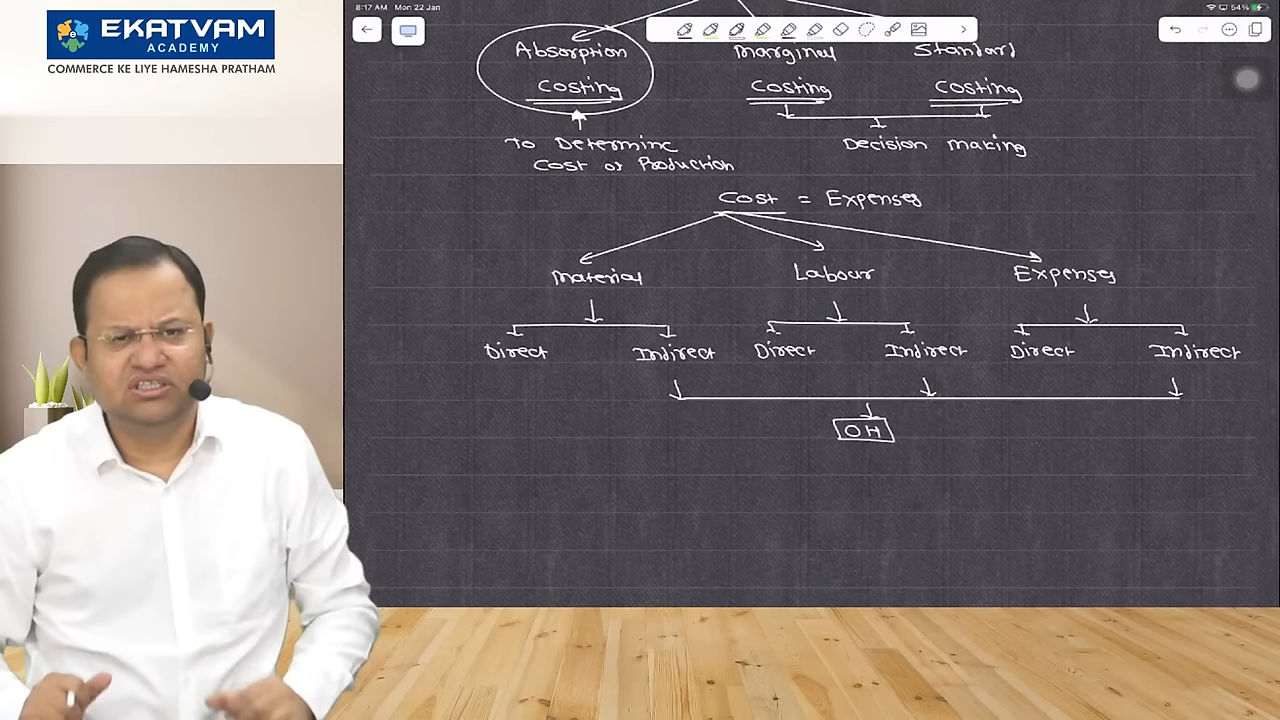 EKATVAM
ACADEMY
COMMERCE KE LIYE HAMESHA PRATHAM
8:17 AM Mon 22 Jan
54%
Absorption Marginal Standard
Costing Costing Costing
To Determine
Cost of Production
Decision making
Cost = Expenses
Material Labour Expenses
Direct Indirect Direct Indirect Direct Indirect
OH